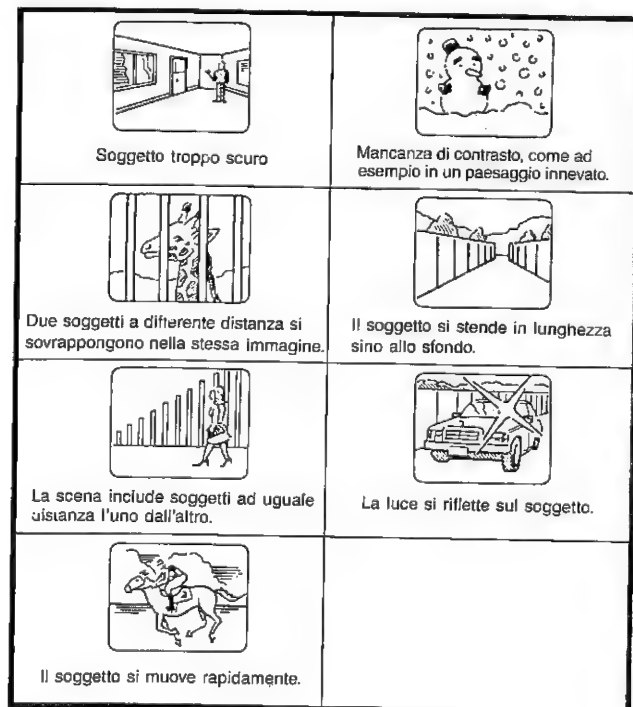 Soggetto troppo scuro
Mancanza di contrasto, come ad
esempio in un paesaggio innevato.
Due soggetti a differente distanza si
sovrappongono nella stessa immagine.
Il soggetto si stende in lunghezza
sino allo sfondo.
La scena include soggetti ad uguale
distanza l'uno dall'altro.
La luce si riflette sul soggetto.
Il soggetto si muove rapidamente.